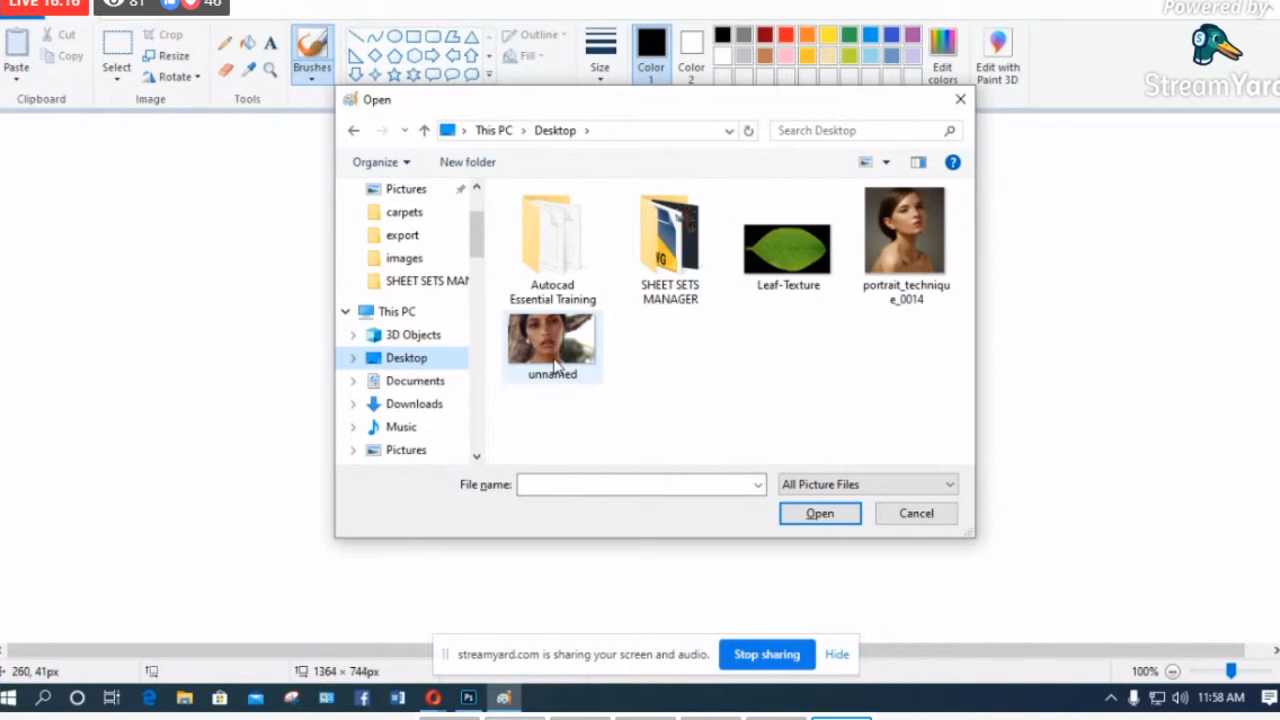 LIVE 16:16 81 46
Powered by
StreamYard
Paste
Cut
Copy
Clipboard
Select
Crop
Resize
Rotate
Image
Tools
Brushes
Outline
Fill
Size
Color 1
Color 2
Edit colors
Edit with Paint 3D
Open
This PC > Desktop >
Search Desktop
Organize
New folder
Pictures
carpets
export
images
SHEET SETS MAN
This PC
3D Objects
Desktop
Documents
Downloads
Music
Pictures
Autocad
Essential Training
SHEET SETS
MANAGER
VG
Leaf-Texture
portrait_techniqu
e_0014
unnamed
File name:
All Picture Files
Open
Cancel
streamyard.com is sharing your screen and audio.
Stop sharing
Hide
260, 41px
1364 × 744px
100%
11:58 AM